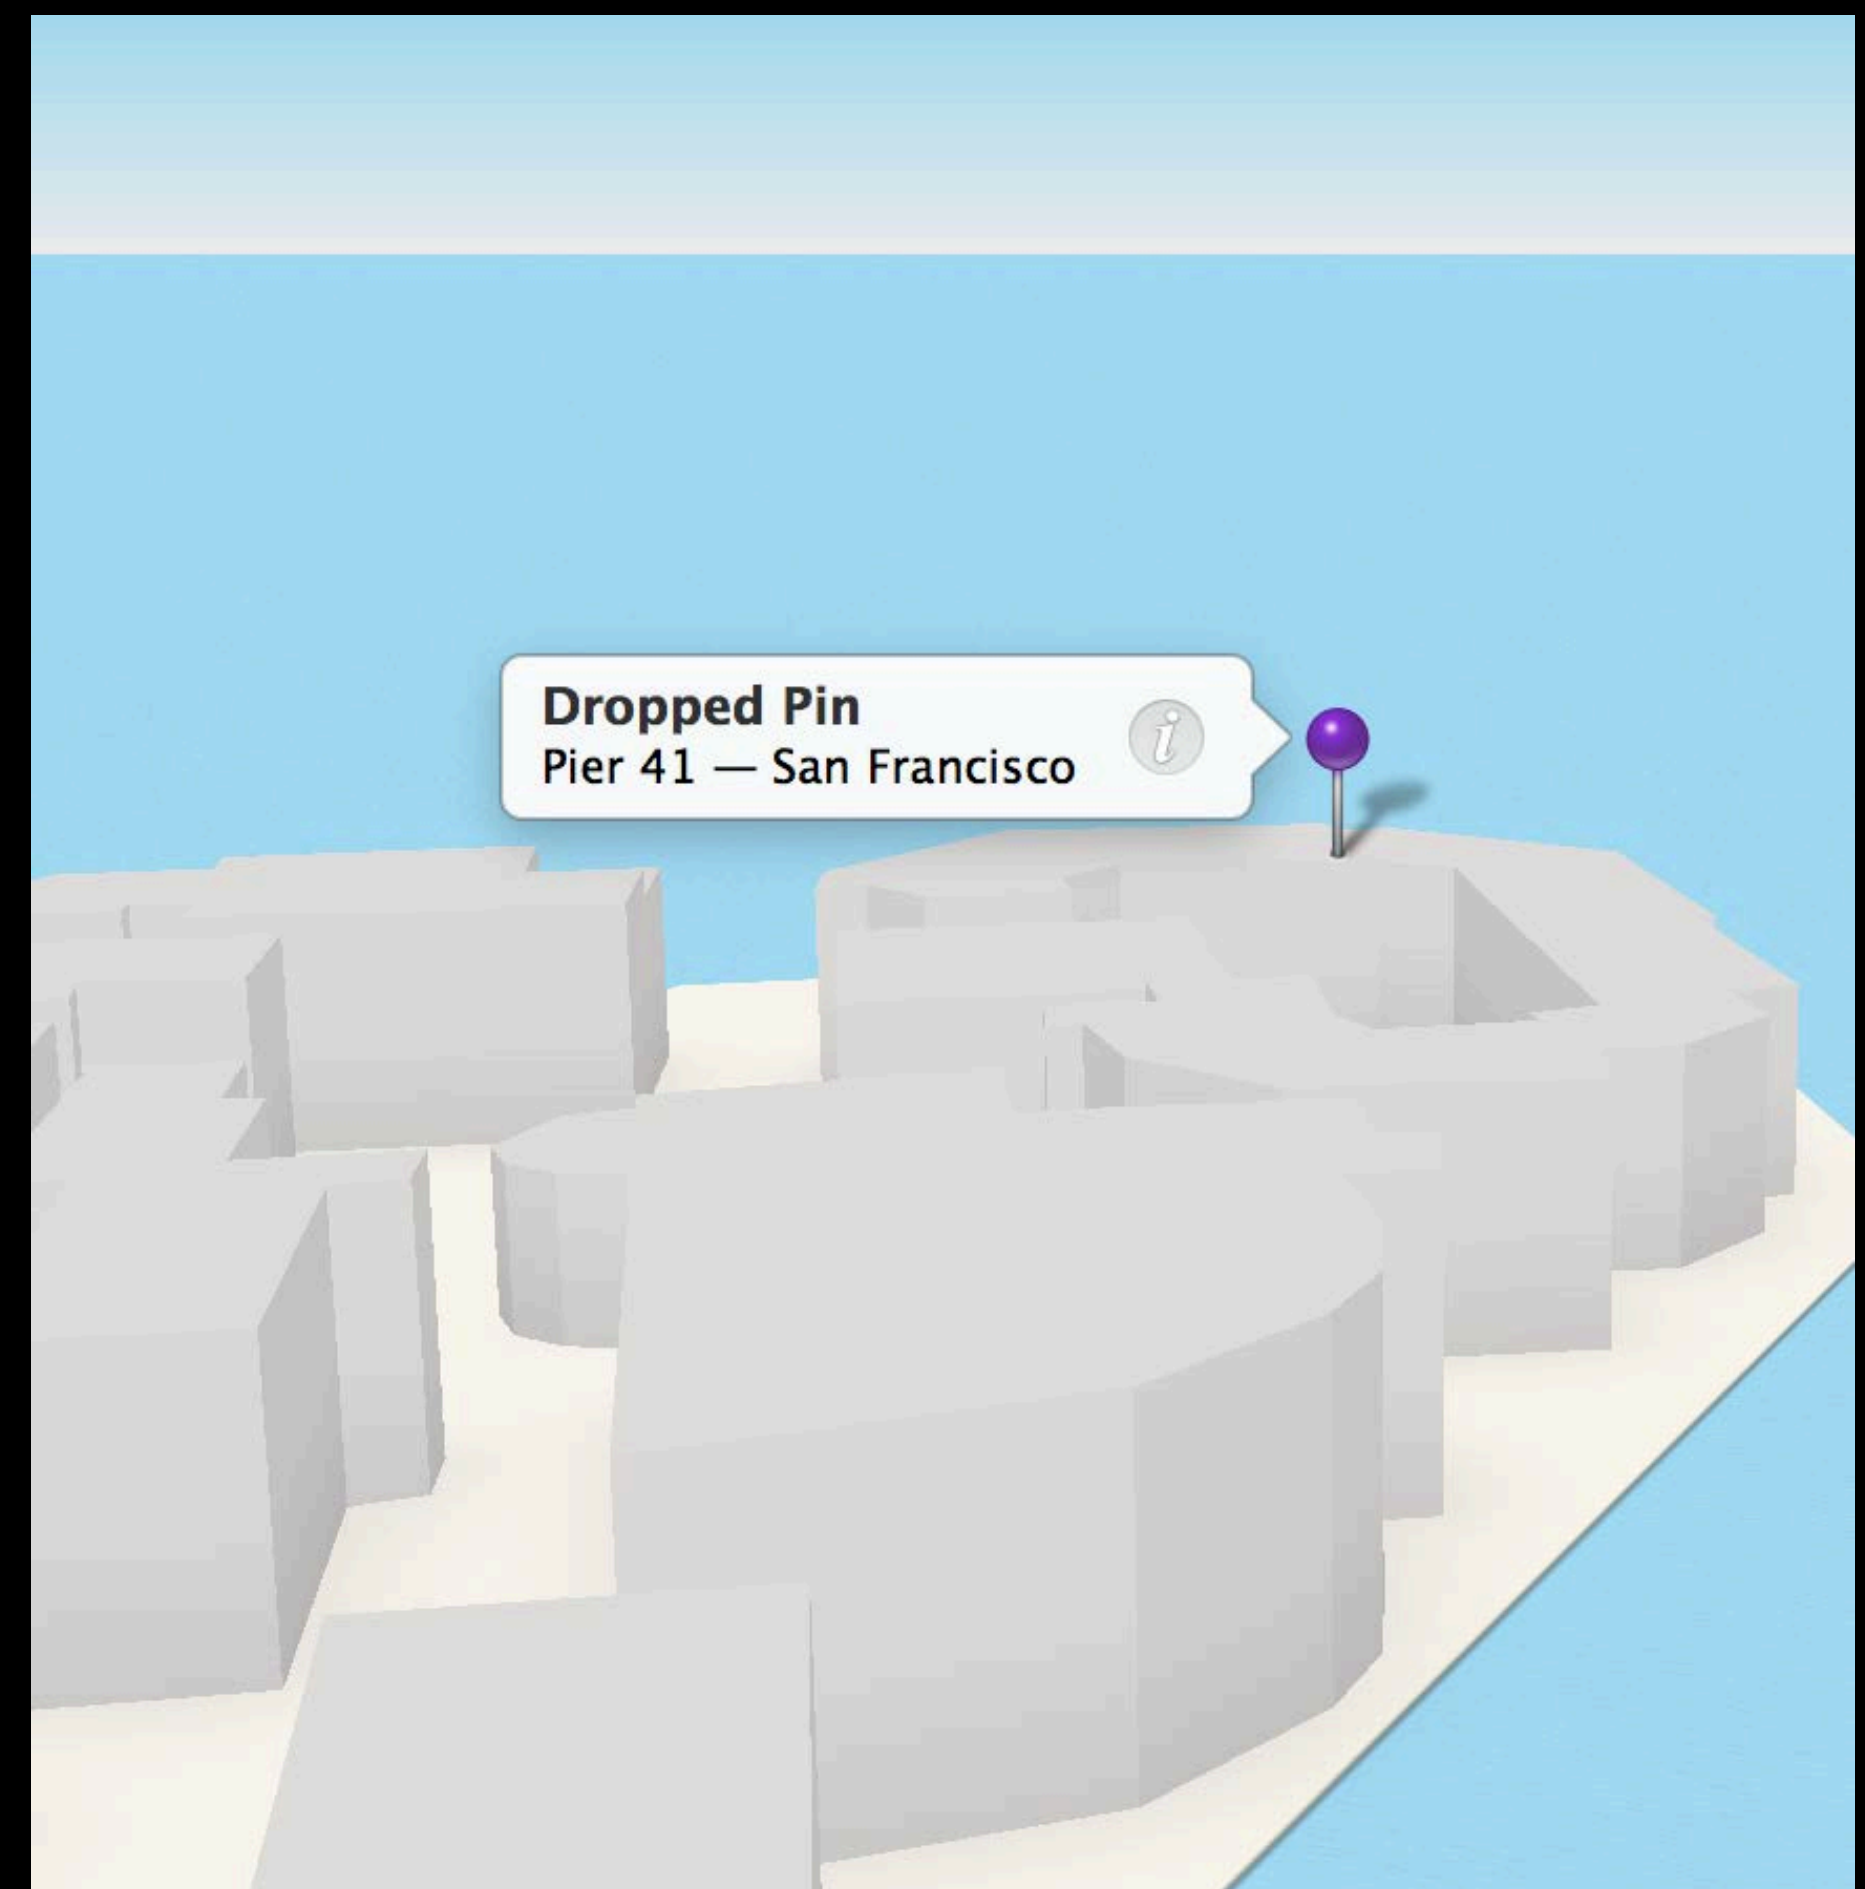 Dropped Pin
Pier 41 — San Francisco
i